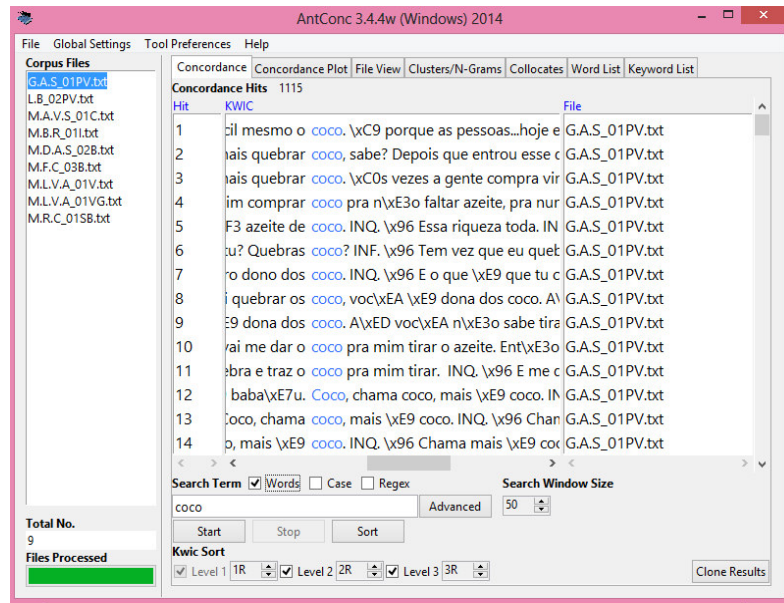 AntConc 3.4.4w (Windows) 2014
File Global Settings Tool Preferences Help
Corpus Files
G.A.S_01PV.txt
L.B_02PV.txt
M.A.V.S_01C.txt
M.B.R_01I.txt
M.D.A.S_02B.txt
M.F.C_03B.txt
M.L.V.A_01V.txt
M.L.V.A_01VG.txt
M.R.C_01SB.txt
Total No.
9
Files Processed
Concordance Concordance Plot File View Clusters/N-Grams Collocates Word List Keyword List
Concordance Hits 1115
Hit KWIC File
1 cil mesmo o coco. \xC9 porque as pessoas...hoje e G.A.S_01PV.txt
2 nais quebrar coco, sabe? Depois que entrou esse c G.A.S_01PV.txt
3 nais quebrar coco. \xC0s vezes a gente compra vir G.A.S_01PV.txt
4 im comprar coco pra n\xE3o faltar azeite, pra nur G.A.S_01PV.txt
5 F3 azeite de coco. INQ. \x96 Essa riqueza toda. IN G.A.S_01PV.txt
6 tu? Quebras coco? INF. \x96 Tem vez que eu queb G.A.S_01PV.txt
7 ro dono dos coco. INQ. \x96 E o que \xE9 que tu c G.A.S_01PV.txt
8 i quebrar os coco, voc\xEA \xE9 dona dos coco. A\ G.A.S_01PV.txt
9 E9 dona dos coco. A\xED voc\xEA n\xE3o sabe tira G.A.S_01PV.txt
10 vai me dar o coco pra mim tirar o azeite. Ent\xE3o G.A.S_01PV.txt
11 ebra e traz o coco pra mim tirar. INQ. \x96 E me c G.A.S_01PV.txt
12 baba\xE7u. Coco, chama coco, mais \xE9 coco. IN G.A.S_01PV.txt
13 Coco, chama coco, mais \xE9 coco. INQ. \x96 Chan G.A.S_01PV.txt
14 o, mais \xE9 coco. INQ. \x96 Chama mais \xE9 coc G.A.S_01PV.txt
Search Term Words Case Regex Search Window Size
coco Advanced 50
Start Stop Sort
Kwic Sort
Level 1 1R Level 2 2R Level 3 3R Clone Results